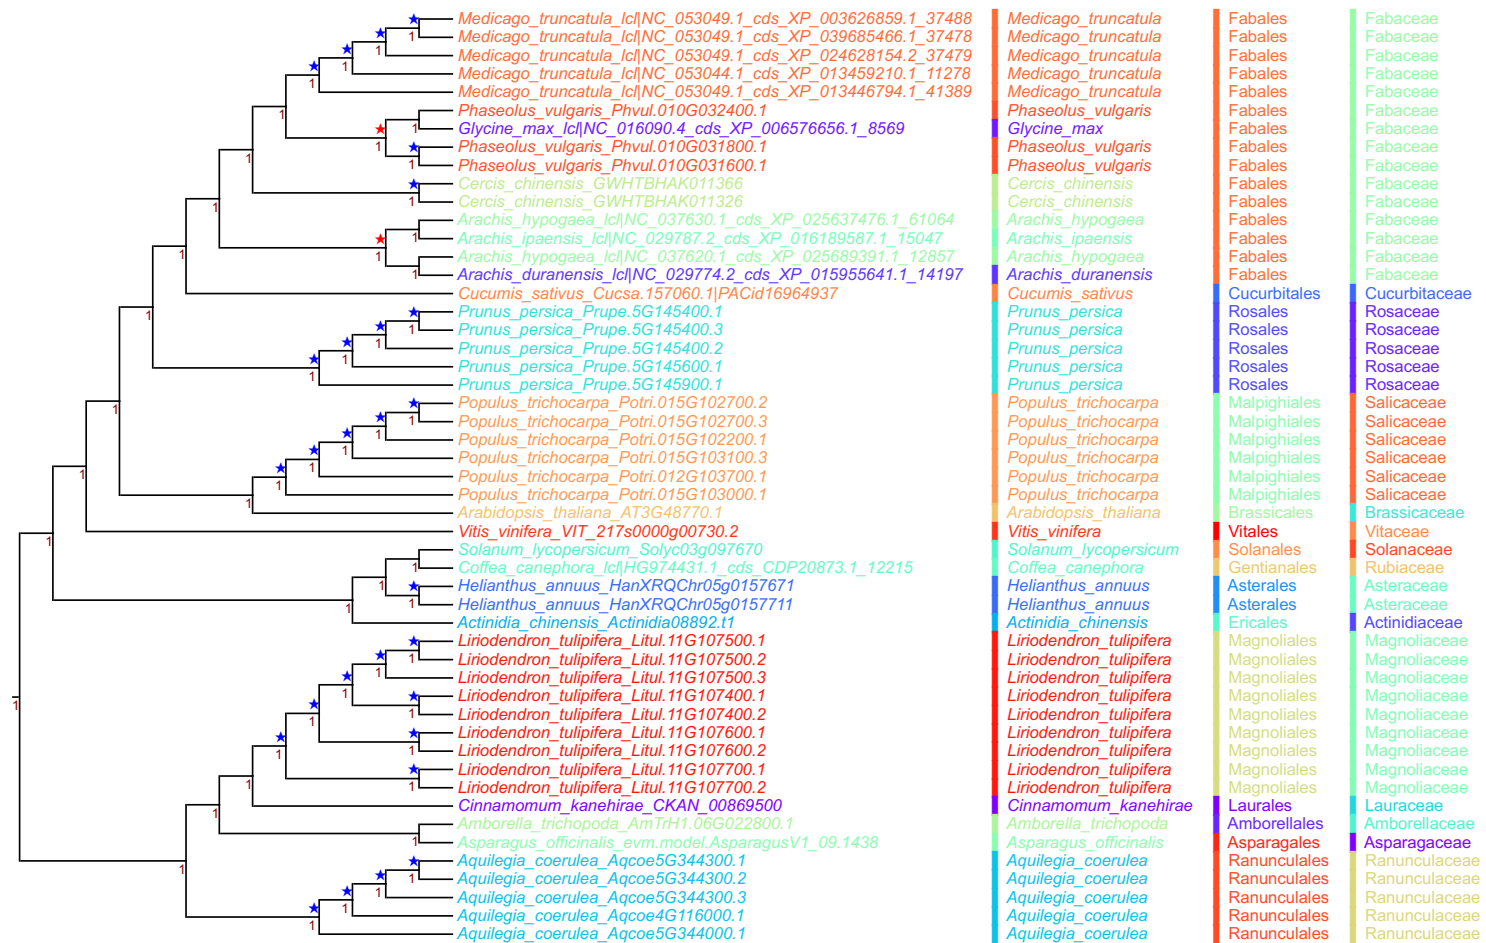 Medicago_truncatula_lcl|NC_053049.1_cds_XP_003626859.1_37488 Medicago_truncatula Fabales Fabaceae
Medicago_truncatula_lcl|NC_053049.1_cds_XP_039685466.1_37478 Medicago_truncatula Fabales Fabaceae
Medicago_truncatula_lcl|NC_053049.1_cds_XP_024628154.2_37479 Medicago_truncatula Fabales Fabaceae
Medicago_truncatula_lcl|NC_053044.1_cds_XP_013459210.1_11278 Medicago_truncatula Fabales Fabaceae
Medicago_truncatula_lcl|NC_053049.1_cds_XP_013446794.1_41389 Medicago_truncatula Fabales Fabaceae
Phaseolus_vulgaris_Phvul.010G032400.1 Phaseolus_vulgaris Fabales Fabaceae
Glycine_max_lcl|NC_016090.4_cds_XP_006576656.1_8569 Glycine_max Fabales Fabaceae
Phaseolus_vulgaris_Phvul.010G031800.1 Phaseolus_vulgaris Fabales Fabaceae
Phaseolus_vulgaris_Phvul.010G031600.1 Phaseolus_vulgaris Fabales Fabaceae
Cercis_chinensis_GWHTBHAK011366 Cercis_chinensis Fabales Fabaceae
Cercis_chinensis_GWHTBHAK011326 Cercis_chinensis Fabales Fabaceae
Arachis_hypogaea_lcl|NC_037630.1_cds_XP_025637476.1_61064 Arachis_hypogaea Fabales Fabaceae
Arachis_ipaensis_lcl|NC_029787.2_cds_XP_016189587.1_15047 Arachis_ipaensis Fabales Fabaceae
Arachis_hypogaea_lcl|NC_037620.1_cds_XP_025689391.1_12857 Arachis_hypogaea Fabales Fabaceae
Arachis_duranensis_lcl|NC_029774.2_cds_XP_015955641.1_14197 Arachis_duranensis Fabales Fabaceae
Cucumis_sativus_Cucsa.157060.1|PACid16964937 Cucumis_sativus Cucurbitales Cucurbitaceae
Prunus_persica_Prupe.5G145400.1 Prunus_persica Rosales Rosaceae
Prunus_persica_Prupe.5G145400.3 Prunus_persica Rosales Rosaceae
Prunus_persica_Prupe.5G145400.2 Prunus_persica Rosales Rosaceae
Prunus_persica_Prupe.5G145600.1 Prunus_persica Rosales Rosaceae
Prunus_persica_Prupe.5G145900.1 Prunus_persica Rosales Rosaceae
Populus_trichocarpa_Potri.015G102700.2 Populus_trichocarpa Malpighiales Salicaceae
Populus_trichocarpa_Potri.015G102700.3 Populus_trichocarpa Malpighiales Salicaceae
Populus_trichocarpa_Potri.015G102200.1 Populus_trichocarpa Malpighiales Salicaceae
Populus_trichocarpa_Potri.015G103100.3 Populus_trichocarpa Malpighiales Salicaceae
Populus_trichocarpa_Potri.012G103700.1 Populus_trichocarpa Malpighiales Salicaceae
Populus_trichocarpa_Potri.015G103000.1 Populus_trichocarpa Malpighiales Salicaceae
Arabidopsis_thaliana_AT3G48770.1 Arabidopsis_thaliana Brassicales Brassicaceae
Vitis_vinifera_VIT_217s0000g00730.2 Vitis_vinifera Vitales Vitaceae
Solanum_lycopersicum_Solyc03g097670 Solanum_lycopersicum Solanales Solanaceae
Coffea_canephora_lcl|HG974431.1_cds_CDP20873.1_12215 Coffea_canephora Gentianales Rubiaceae
Helianthus_annuus_HanXRQChr05g0157671 Helianthus_annuus Asterales Asteraceae
Helianthus_annuus_HanXRQChr05g0157711 Helianthus_annuus Asterales Asteraceae
Actinidia_chinensis_Actinidia08892.t1 Actinidia_chinensis Ericales Actinidiaceae
Liriodendron_tulipifera_Litul.11G107500.1 Liriodendron_tulipifera Magnoliales Magnoliaceae
Liriodendron_tulipifera_Litul.11G107500.2 Liriodendron_tulipifera Magnoliales Magnoliaceae
Liriodendron_tulipifera_Litul.11G107500.3 Liriodendron_tulipifera Magnoliales Magnoliaceae
Liriodendron_tulipifera_Litul.11G107400.1 Liriodendron_tulipifera Magnoliales Magnoliaceae
Liriodendron_tulipifera_Litul.11G107400.2 Liriodendron_tulipifera Magnoliales Magnoliaceae
Liriodendron_tulipifera_Litul.11G107600.1 Liriodendron_tulipifera Magnoliales Magnoliaceae
Liriodendron_tulipifera_Litul.11G107600.2 Liriodendron_tulipifera Magnoliales Magnoliaceae
Liriodendron_tulipifera_Litul.11G107700.1 Liriodendron_tulipifera Magnoliales Magnoliaceae
Liriodendron_tulipifera_Litul.11G107700.2 Liriodendron_tulipifera Magnoliales Magnoliaceae
Cinnamomum_kanehirae_CKAN_00869500 Cinnamomum_kanehirae Laurales Lauraceae
Amborella_trichopoda_AmTrH1.06G022800.1 Amborella_trichopoda Amborellales Amborellaceae
Asparagus_officinalis_evm.model.AsparagusV1_09.1438 Asparagus_officinalis Asparagales Asparagaceae
Aquilegia_coerulea_Aqcoe5G344300.1 Aquilegia_coerulea Ranunculales Ranunculaceae
Aquilegia_coerulea_Aqcoe5G344300.2 Aquilegia_coerulea Ranunculales Ranunculaceae
Aquilegia_coerulea_Aqcoe5G344300.3 Aquilegia_coerulea Ranunculales Ranunculaceae
Aquilegia_coerulea_Aqcoe4G116000.1 Aquilegia_coerulea Ranunculales Ranunculaceae
Aquilegia_coerulea_Aqcoe5G344000.1 Aquilegia_coerulea Ranunculales Ranunculaceae